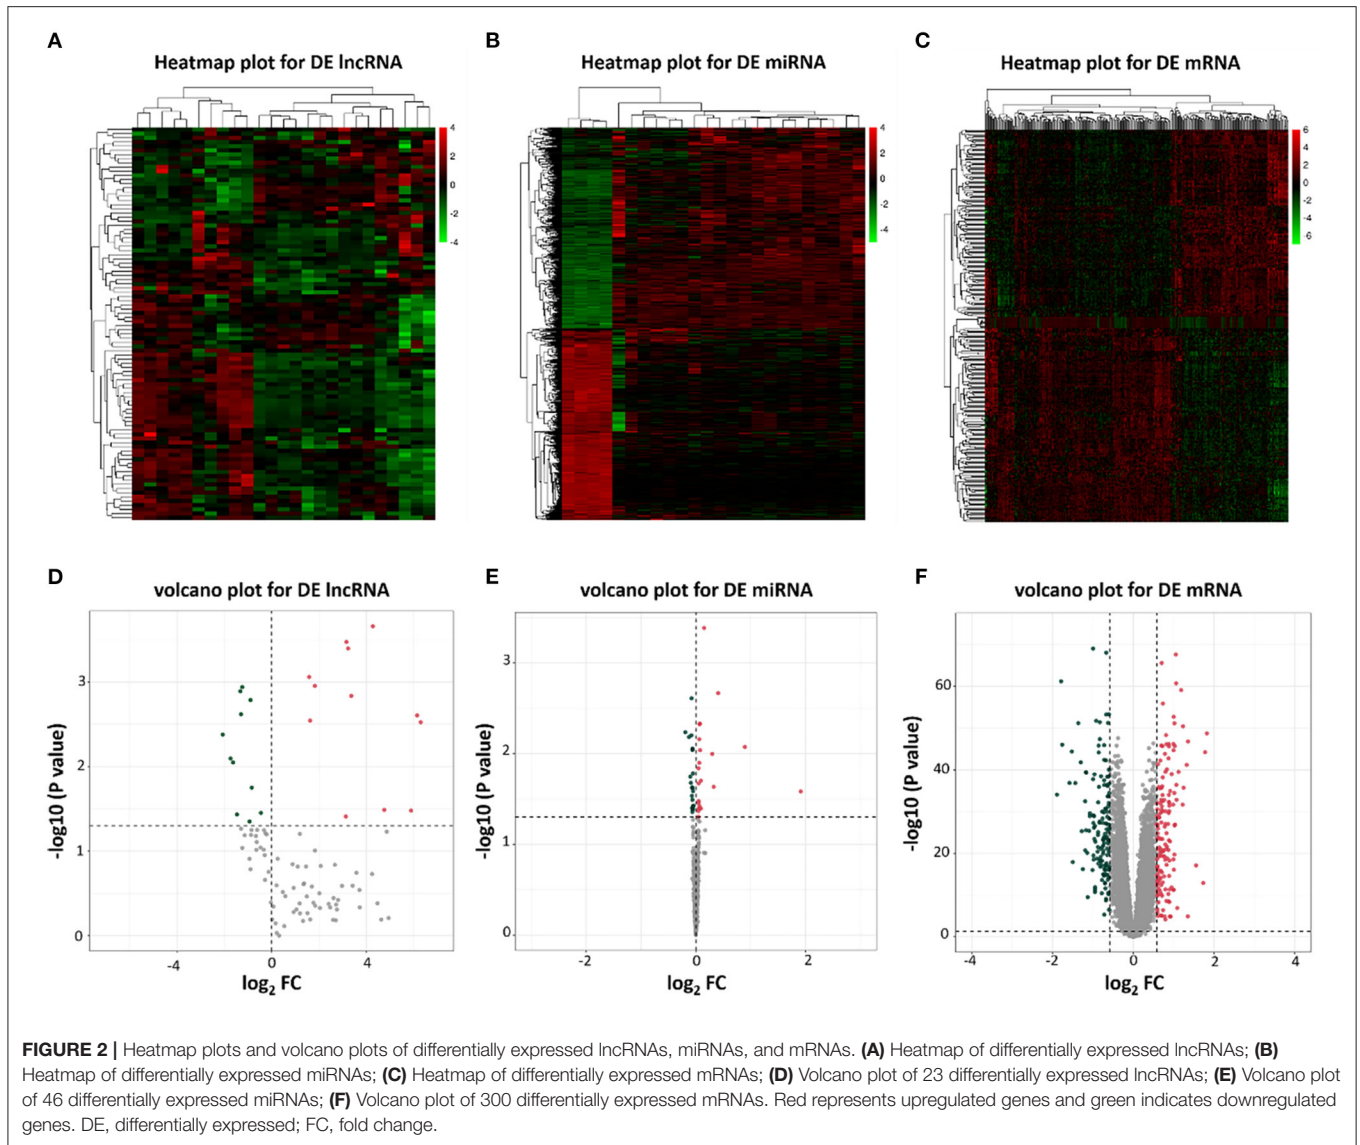 A
B
C
Heatmap plot for DE lncRNA
Heatmap plot for DE miRNA
Heatmap plot for DE mRNA
4
2
0
-2
-4
4
2
0
-2
-4
6
4
2
0
-2
-4
-6
D
E
F
volcano plot for DE lncRNA
volcano plot for DE miRNA
volcano plot for DE mRNA
-log10 (P value)
3
2
1
0
-4
0
4
log2 FC
-log10 (P value)
3
2
1
0
-2
0
2
log2 FC
-log10 (P value)
60
40
20
0
-4
-2
0
2
4
log2 FC
FIGURE 2 | Heatmap plots and volcano plots of differentially expressed lncRNAs, miRNAs, and mRNAs. (A) Heatmap of differentially expressed lncRNAs; (B)
Heatmap of differentially expressed miRNAs; (C) Heatmap of differentially expressed mRNAs; (D) Volcano plot of 23 differentially expressed lncRNAs; (E) Volcano plot
of 46 differentially expressed miRNAs; (F) Volcano plot of 300 differentially expressed mRNAs. Red represents upregulated genes and green indicates downregulated
genes. DE, differentially expressed; FC, fold change.